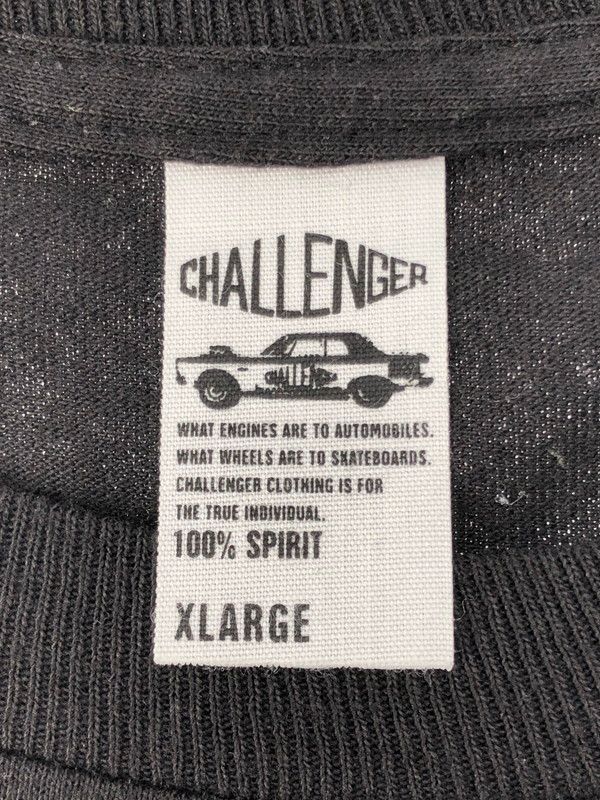 CHALLENGER
CHALLENGER
WHAT ENGINES ARE TO AUTOMOBILES.
WHAT WHEELS ARE TO SKATEBOARDS.
CHALLENGER CLOTHING IS FOR
THE TRUE INDIVIDUAL.
100% SPIRIT
XLARGE